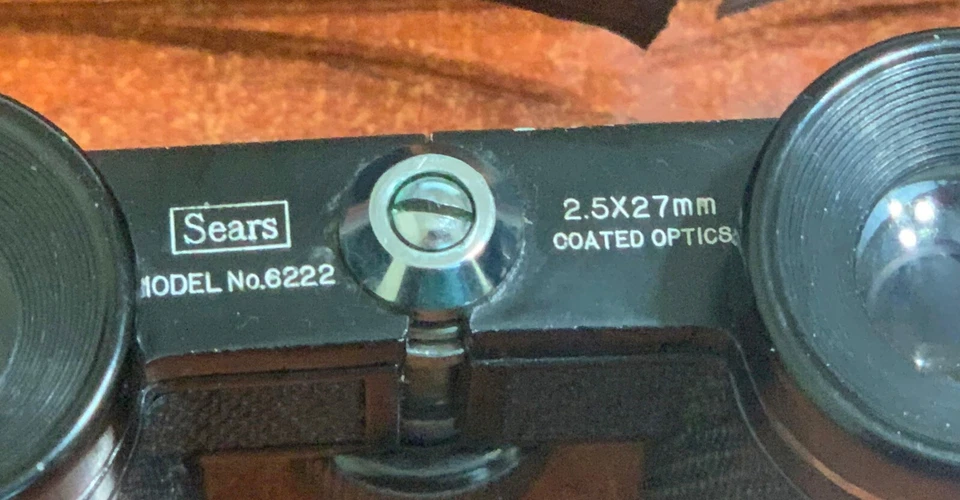 Sears
MODEL No.6222
2.5X27mm
COATED OPTICS